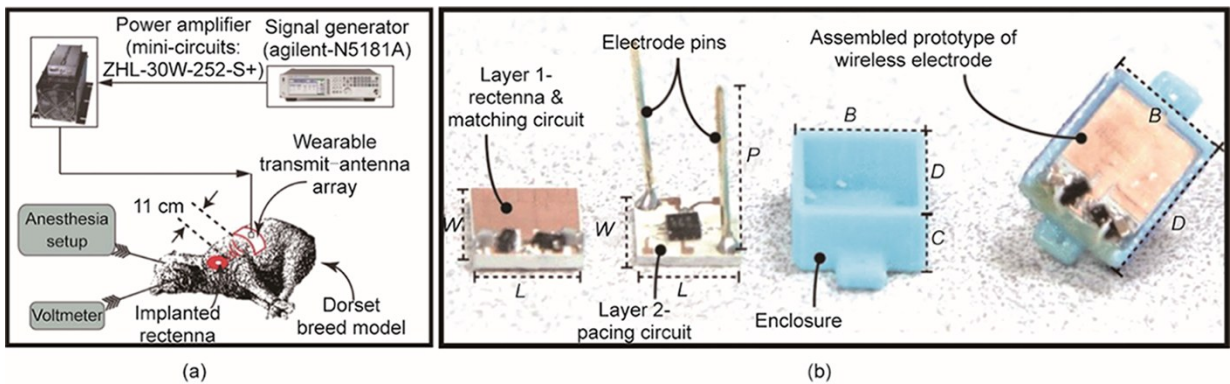 Power amplifier
(mini-circuits:
ZHL-30W-252-S+)
Signal generator
(agilent-N5181A)
Wearable
transmit-antenna
array
11 cm
Anesthesia
setup
Voltmeter
Implanted
rectenna
Dorset
breed model
(a)
Electrode pins
Layer 1-
rectenna &
matching circuit
Assembled prototype of
wireless electrode
W
L
W
L
P
B
D
C
B
D
Layer 2-
pacing circuit
Enclosure
(b)